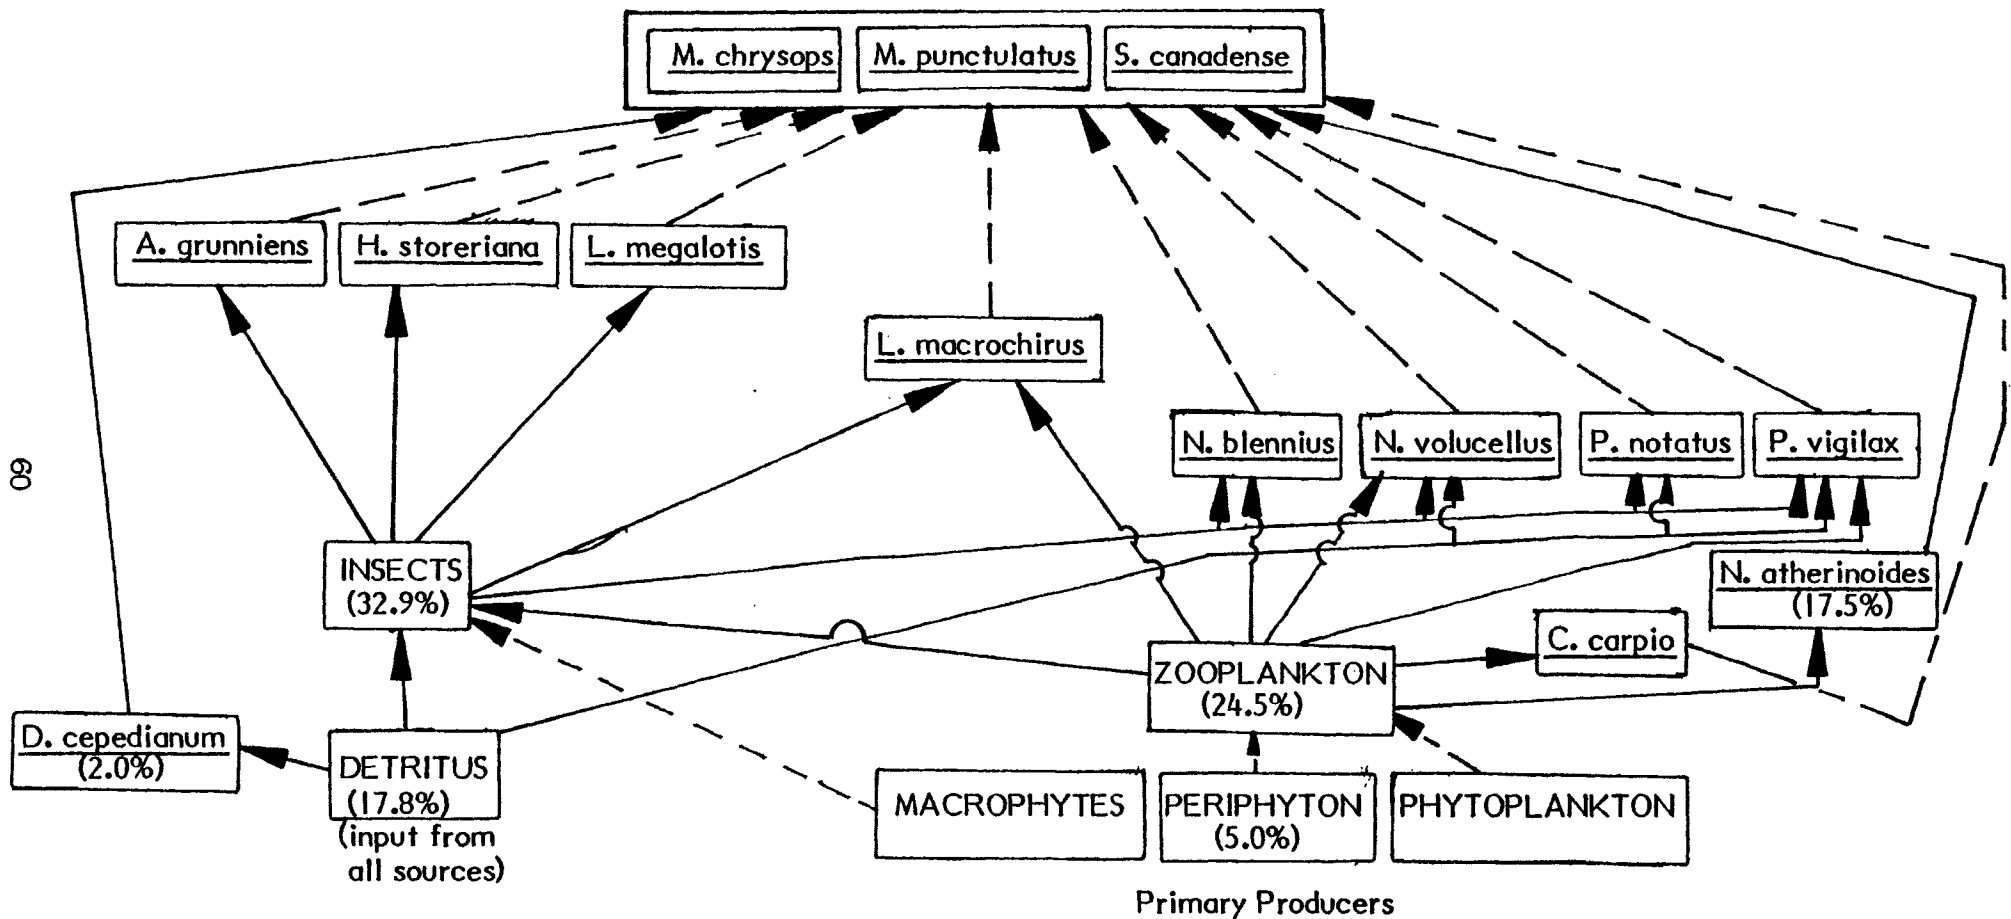 M. chrysops
M. punctulatus
S. canadense
A. grunniens
H. storeriana
L. megalotis
L. macrochirus
N. blennius
N. volucellus
P. notatus
P. vigilax
60
INSECTS
(32.9%)
N. atherinoides
(17.5%)
C. carpio
ZOOPLANKTON
(24.5%)
D. cepedianum
(2.0%)
DETRITUS
(17.8%)
(input from
all sources)
MACROPHYTES
PERIPHYTON
(5.0%)
PHYTOPLANKTON
Primary Producers